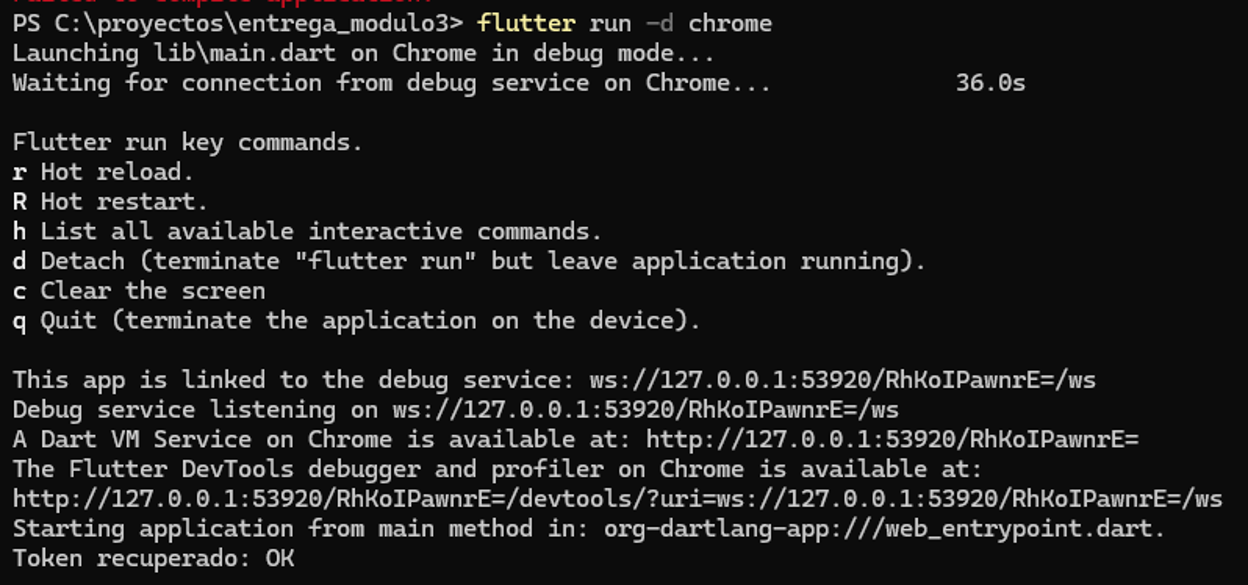 Failed to compile application.
PS C:\proyectos\entrega_modulo3> flutter run -d chrome
Launching lib\main.dart on Chrome in debug mode...
Waiting for connection from debug service on Chrome... 36.0s
Flutter run key commands.
r Hot reload.
R Hot restart.
h List all available interactive commands.
d Detach (terminate "flutter run" but leave application running).
c Clear the screen
q Quit (terminate the application on the device).
This app is linked to the debug service: ws://127.0.0.1:53920/RhKoIPawnrE=/ws
Debug service listening on ws://127.0.0.1:53920/RhKoIPawnrE=/ws
A Dart VM Service on Chrome is available at: http://127.0.0.1:53920/RhKoIPawnrE=
The Flutter DevTools debugger and profiler on Chrome is available at:
http://127.0.0.1:53920/RhKoIPawnrE=/devtools/?uri=ws://127.0.0.1:53920/RhKoIPawnrE=/ws
Starting application from main method in: org-dartlang-app:///web_entrypoint.dart.
Token recuperado: OK